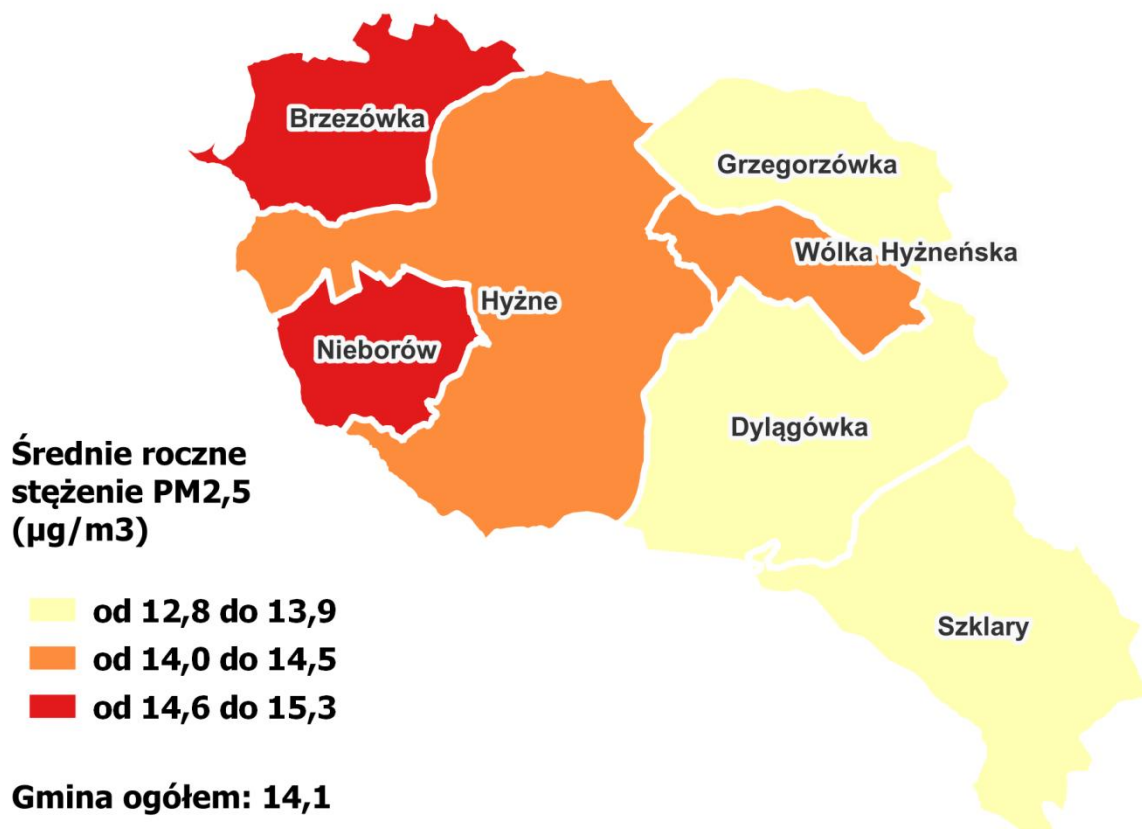 Brzezówka
Grzegorzówka
Wólka Hyżneńska
Hyżne
Nieborów
Dylągówka
Szklary
Średnie roczne
stężenie PM2,5
(µg/m3)
od 12,8 do 13,9
od 14,0 do 14,5
od 14,6 do 15,3
Gmina ogółem: 14,1